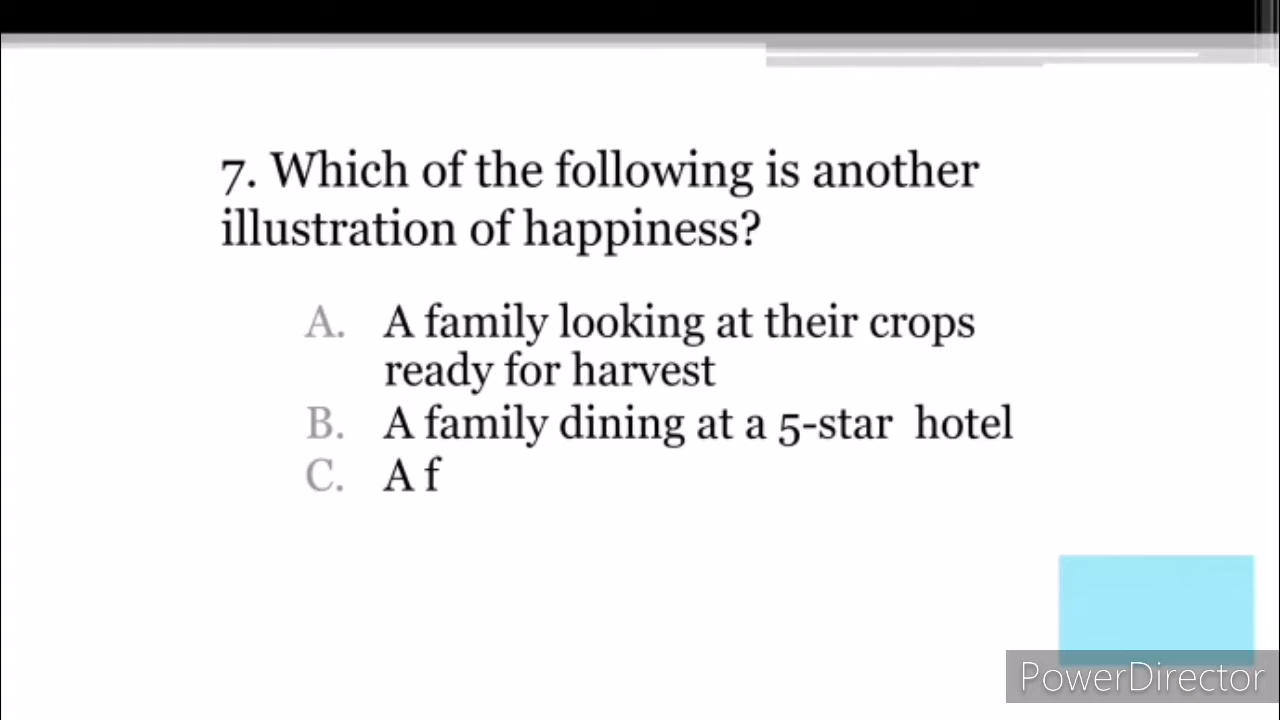 7. Which of the following is another
illustration of happiness?
A. A family looking at their crops
ready for harvest
B. A family dining at a 5-star hotel
C. A f
PowerDirector